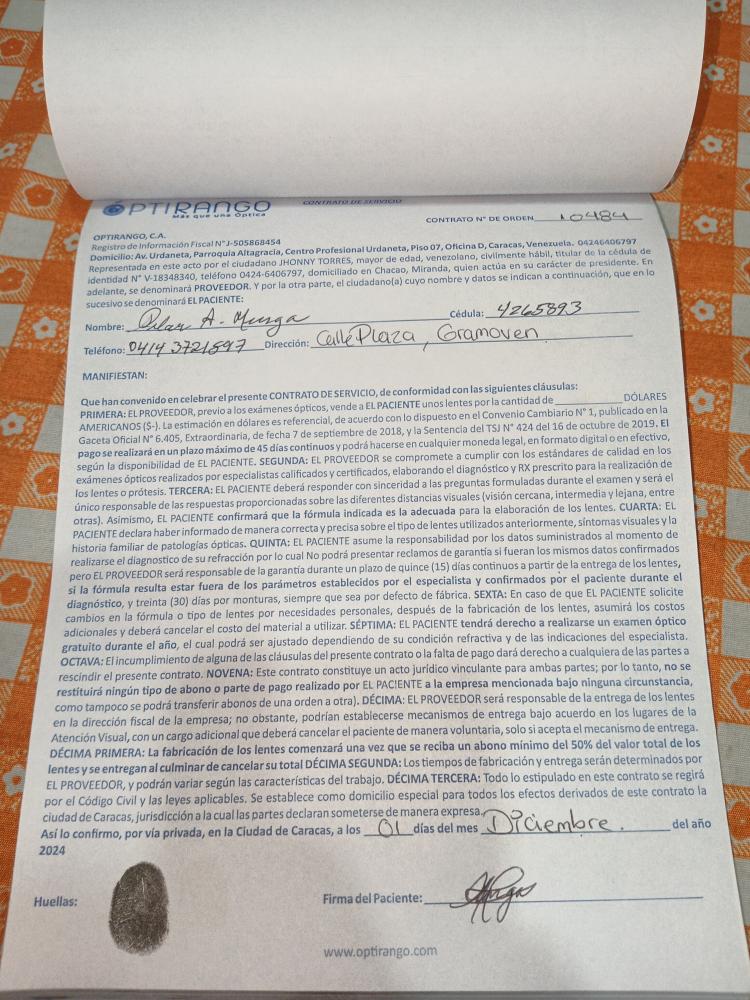 OPTIRANGO
Más que una Óptica
CONTRATO DE SERVICIO
CONTRATO N° DE ORDEN 10484
OPTIRANGO, C.A.
Registro de Información Fiscal N°J-505868454
Domicilio: Av. Urdaneta, Parroquia Altagracia, Centro Profesional Urdaneta, Piso 07, Oficina D, Caracas, Venezuela. 04246406797
Representada en este acto por el ciudadano JHONNY TORRES, mayor de edad, venezolano, civilmente hábil, titular de la cédula de
identidad N° V-18348340, teléfono 0424-6406797, domiciliado en Chacao, Miranda, quien actúa en su carácter de presidente. En
adelante, se denominará PROVEEDOR. Y por la otra parte, el ciudadano(a) cuyo nombre y datos se indican a continuación, que en lo
sucesivo se denominará EL PACIENTE:
Nombre: A. Cédula: 4265893
Teléfono: 0414 3721897 Dirección: Calle Plaza, Gramoven
MANIFIESTAN:
Que han convenido en celebrar el presente CONTRATO DE SERVICIO, de conformidad con las siguientes cláusulas:
PRIMERA: EL PROVEEDOR, previo a los exámenes ópticos, vende a EL PACIENTE unos lentes por la cantidad de ____________ DÓLARES
AMERICANOS ($-). La estimación en dólares es referencial, de acuerdo con lo dispuesto en el Convenio Cambiario N° 1, publicado en la
Gaceta Oficial N° 6.405, Extraordinaria, de fecha 7 de septiembre de 2018, y la Sentencia del TSJ N° 424 del 16 de octubre de 2019. El
pago se realizará en un plazo máximo de 45 días continuos y podrá hacerse en cualquier moneda legal, en formato digital o en efectivo,
según la disponibilidad de EL PACIENTE. SEGUNDA: EL PROVEEDOR se compromete a cumplir con los estándares de calidad en los
exámenes ópticos realizados por especialistas calificados y certificados, elaborando el diagnóstico y RX prescrito para la realización de
los lentes o prótesis. TERCERA: EL PACIENTE deberá responder con sinceridad a las preguntas formuladas durante el examen y será el
único responsable de las respuestas proporcionadas sobre las diferentes distancias visuales (visión cercana, intermedia y lejana, entre
otras). Asimismo, EL PACIENTE confirmará que la fórmula indicada es la adecuada para la elaboración de los lentes. CUARTA: EL
PACIENTE declara haber informado de manera correcta y precisa sobre el tipo de lentes utilizados anteriormente, síntomas visuales y la
historia familiar de patologías ópticas. QUINTA: EL PACIENTE asume la responsabilidad por los datos suministrados al momento de
realizarse el diagnostico de su refracción por lo cual No podrá presentar reclamos de garantía si fueran los mismos datos confirmados
pero EL PROVEEDOR será responsable de la garantía durante un plazo de quince (15) días continuos a partir de la entrega de los lentes,
si la fórmula resulta estar fuera de los parámetros establecidos por el especialista y confirmados por el paciente durante el
diagnóstico, y treinta (30) días por monturas, siempre que sea por defecto de fábrica. SEXTA: En caso de que EL PACIENTE solicite
cambios en la fórmula o tipo de lentes por necesidades personales, después de la fabricación de los lentes, asumirá los costos
adicionales y deberá cancelar el costo del material a utilizar. SÉPTIMA: EL PACIENTE tendrá derecho a realizarse un examen óptico
gratuito durante el año, el cual podrá ser ajustado dependiendo de su condición refractiva y de las indicaciones del especialista.
OCTAVA: El incumplimiento de alguna de las cláusulas del presente contrato o la falta de pago dará derecho a cualquiera de las partes a
rescindir el presente contrato. NOVENA: Este contrato constituye un acto jurídico vinculante para ambas partes; por lo tanto, no se
restituirá ningún tipo de abono o parte de pago realizado por EL PACIENTE a la empresa mencionada bajo ninguna circunstancia,
como tampoco se podrá transferir abonos de una orden a otra). DÉCIMA: EL PROVEEDOR será responsable de la entrega de los lentes
en la dirección fiscal de la empresa; no obstante, podrían establecerse mecanismos de entrega bajo acuerdo en los lugares de la
Atención Visual, con un cargo adicional que deberá cancelar el paciente de manera voluntaria, solo si acepta el mecanismo de entrega.
DÉCIMA PRIMERA: La fabricación de los lentes comenzará una vez que se reciba un abono mínimo del 50% del valor total de los
lentes y se entregan al culminar de cancelar su total DÉCIMA SEGUNDA: Los tiempos de fabricación y entrega serán determinados por
EL PROVEEDOR, y podrán variar según las características del trabajo. DÉCIMA TERCERA: Todo lo estipulado en este contrato se regirá
por el Código Civil y las leyes aplicables. Se establece como domicilio especial para todos los efectos derivados de este contrato la
ciudad de Caracas, jurisdicción a la cual las partes declaran someterse de manera expresa.
Así lo confirmo, por vía privada, en la Ciudad de Caracas, a los 01 días del mes Diciembre. del año
2024
Huellas:
Firma del Paciente:
www.optirango.com